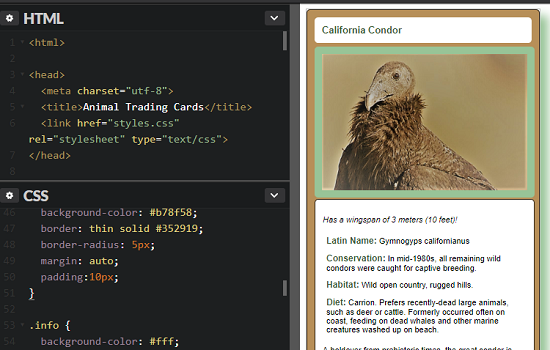 HTML
1 <html>
2
3 <head>
4 <meta charset="utf-8">
5 <title>Animal Trading Cards</title>
6 <link href="styles.css"
rel="stylesheet" type="text/css">
7 </head>
8
CSS
46 background-color: #b78f58;
47 border: thin solid #352919;
48 border-radius: 5px;
49 margin: auto;
50 padding:10px;
51 }
52
53 .info {
54 background-color: #fff;
California Condor
Has a wingspan of 3 meters (10 feet)!
Latin Name: Gymnogyps californianus
Conservation: In mid-1980s, all remaining wild
condors were caught for captive breeding.
Habitat: Wild open country, rugged hills.
Diet: Carrion. Prefers recently-dead large animals,
such as deer or cattle. Formerly occurred often on
coast, feeding on dead whales and other marine
creatures washed up on beach.
A holdover from prehistoric times, the great condor is